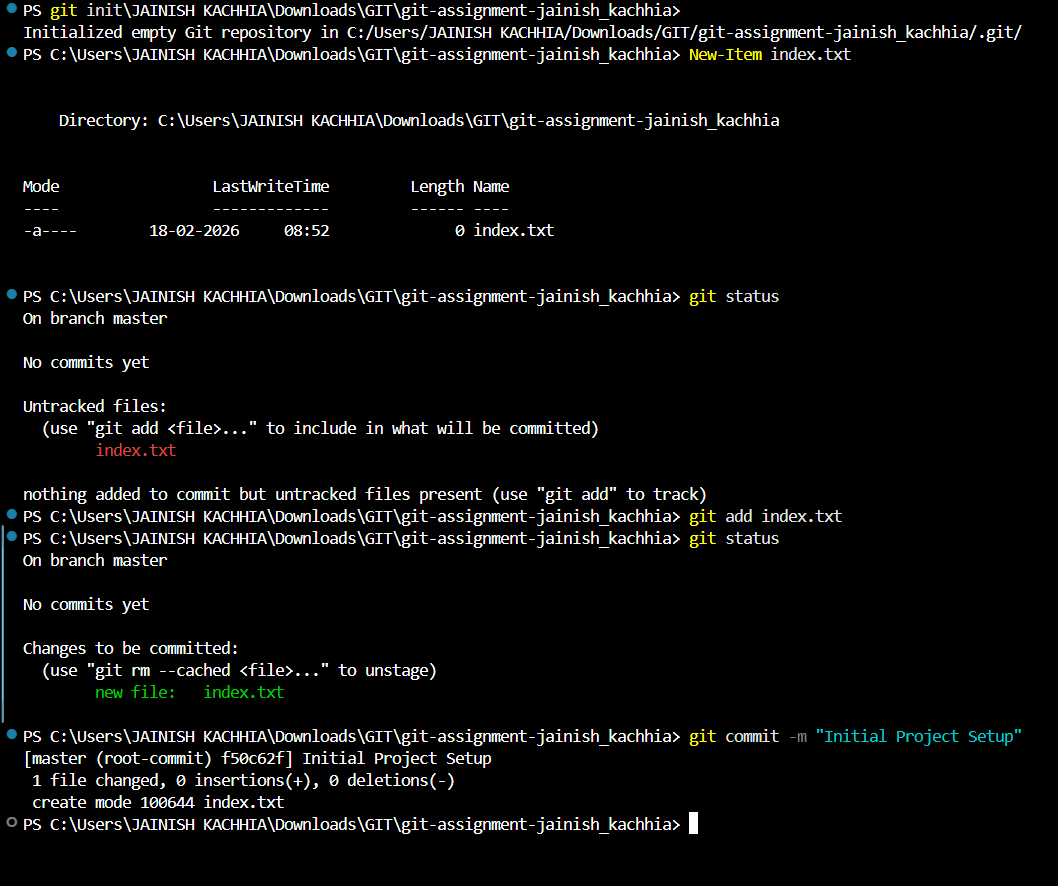 PS git init\JAINISH KACHHIA\Downloads\GIT\git-assignment-jainish_kachhia>
Initialized empty Git repository in C:/Users/JAINISH KACHHIA/Downloads/GIT/git-assignment-jainish_kachhia/.git/
PS C:\Users\JAINISH KACHHIA\Downloads\GIT\git-assignment-jainish_kachhia> New-Item index.txt
Directory: C:\Users\JAINISH KACHHIA\Downloads\GIT\git-assignment-jainish_kachhia
Mode                 LastWriteTime         Length Name
----                 -------------         ------ ----
-a----        18-02-2026     08:52              0 index.txt
PS C:\Users\JAINISH KACHHIA\Downloads\GIT\git-assignment-jainish_kachhia> git status
On branch master
No commits yet
Untracked files:
  (use "git add <file>..." to include in what will be committed)
        index.txt
nothing added to commit but untracked files present (use "git add" to track)
PS C:\Users\JAINISH KACHHIA\Downloads\GIT\git-assignment-jainish_kachhia> git add index.txt
PS C:\Users\JAINISH KACHHIA\Downloads\GIT\git-assignment-jainish_kachhia> git status
On branch master
No commits yet
Changes to be committed:
  (use "git rm --cached <file>..." to unstage)
        new file:   index.txt
PS C:\Users\JAINISH KACHHIA\Downloads\GIT\git-assignment-jainish_kachhia> git commit -m "Initial Project Setup"
[master (root-commit) f50c62f] Initial Project Setup
 1 file changed, 0 insertions(+), 0 deletions(-)
 create mode 100644 index.txt
PS C:\Users\JAINISH KACHHIA\Downloads\GIT\git-assignment-jainish_kachhia>